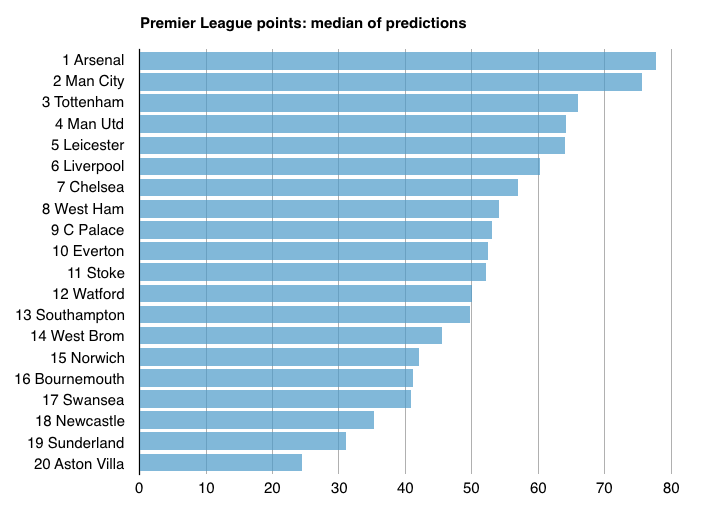 Premier League points: median of predictions
1 Arsenal
2 Man City
3 Tottenham
4 Man Utd
5 Leicester
6 Liverpool
7 Chelsea
8 West Ham
9 C Palace
10 Everton
11 Stoke
12 Watford
13 Southampton
14 West Brom
15 Norwich
16 Bournemouth
17 Swansea
18 Newcastle
19 Sunderland
20 Aston Villa
0 10 20 30 40 50 60 70 80